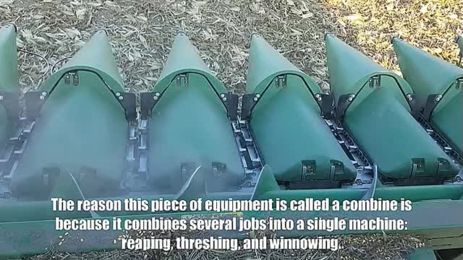 The reason this piece of equipment is called a combine is
because it combines several jobs into a single machine:
reaping, threshing, and winnowing.